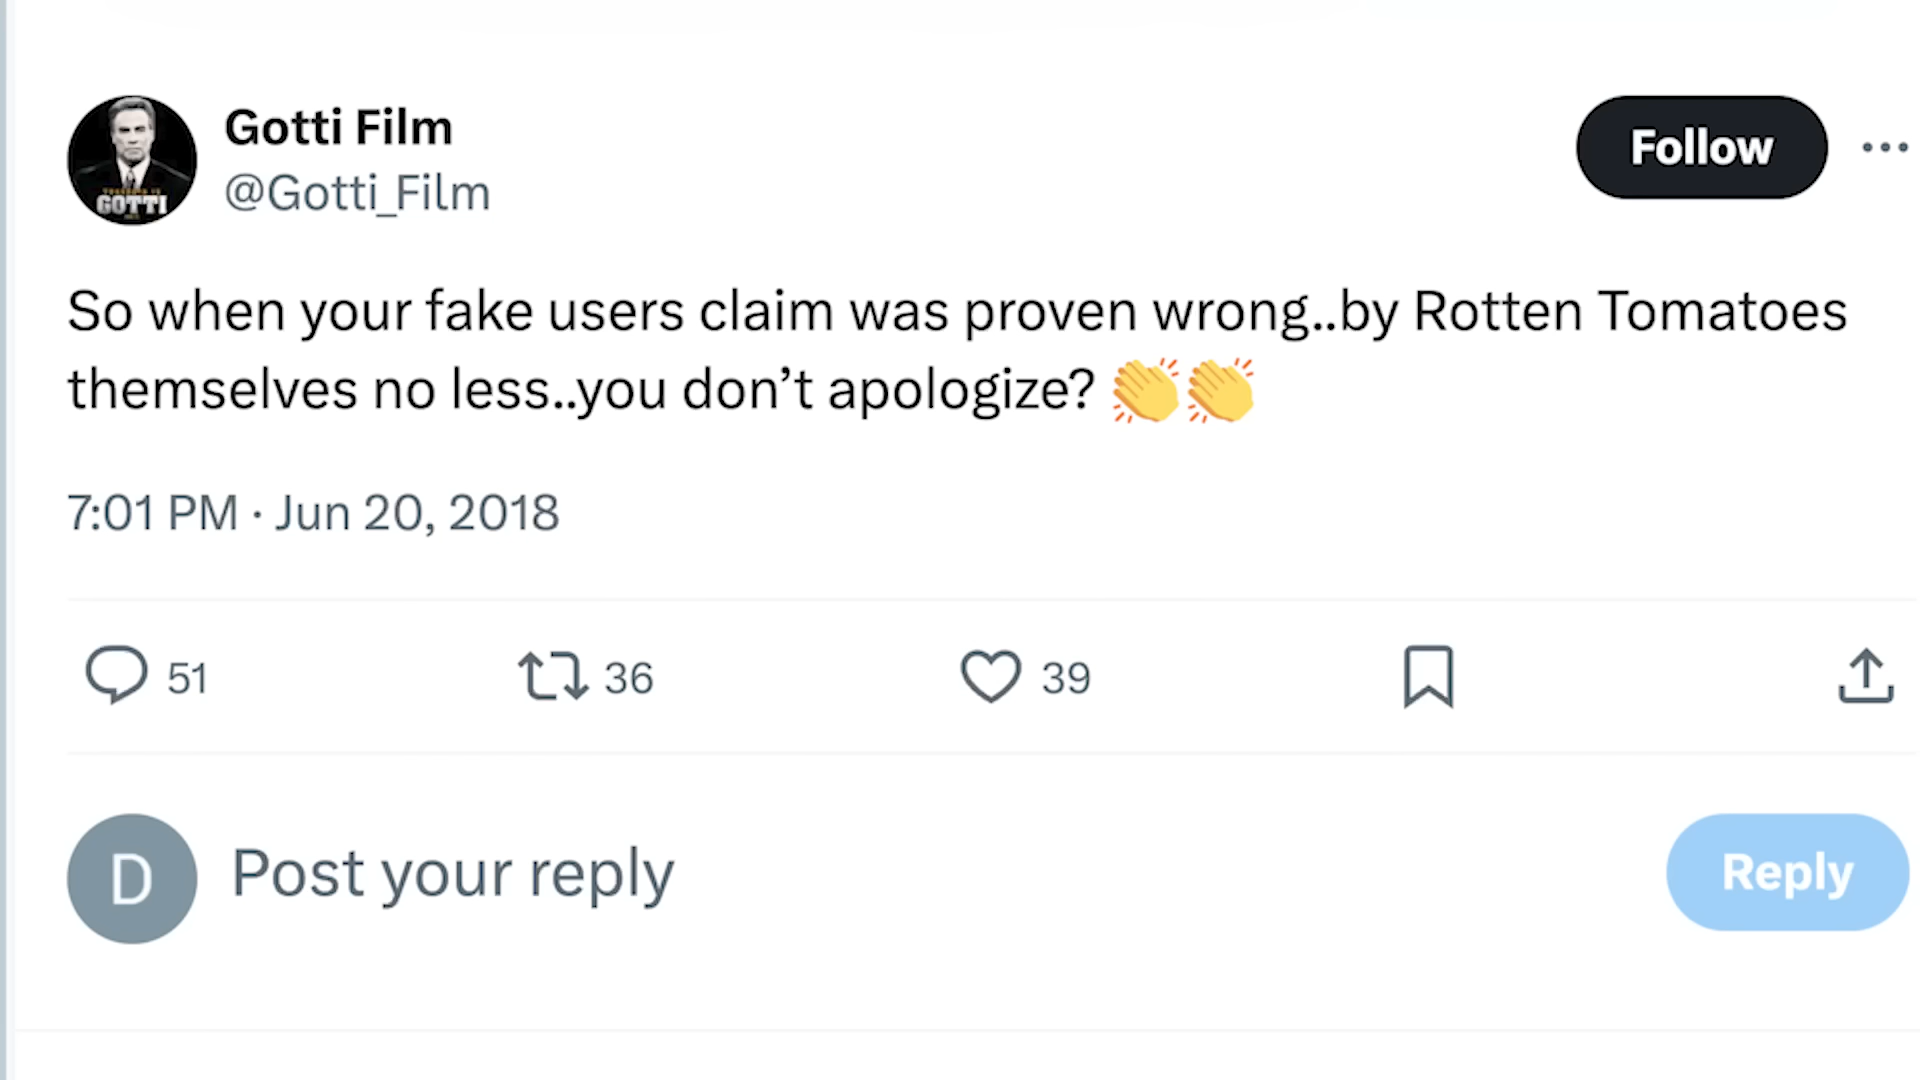 Gotti Film
@Gotti_Film
Follow
So when your fake users claim was proven wrong..by Rotten Tomatoes
themselves no less..you don’t apologize? 👏👏
7:01 PM · Jun 20, 2018
51
36
39
D
Post your reply
Reply
GOTTI